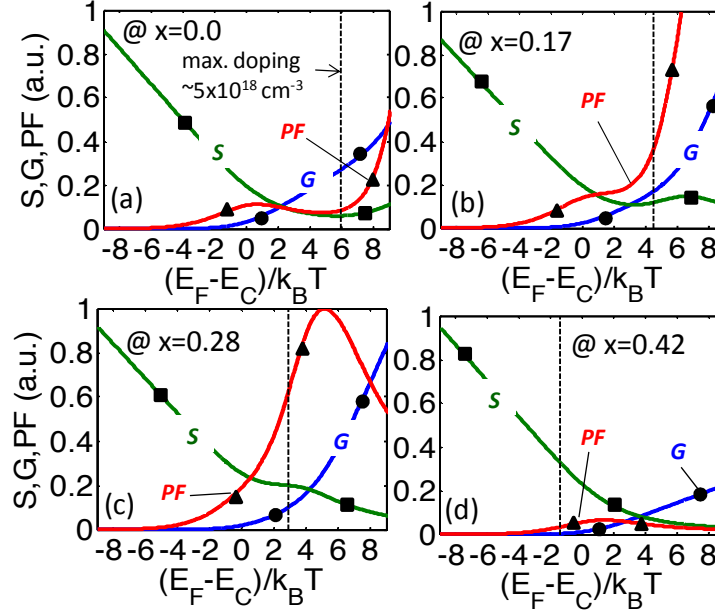 @ x=0.0
max. doping
~5x10^18 cm^-3
S
PF
G
(a)
S,G,PF (a.u.)
1
0.8
0.6
0.4
0.2
0
-8 -6 -4 -2 0 2 4 6 8
(E_F-E_C)/k_BT
@ x=0.17
PF
S
G
(b)
1
0.8
0.6
0.4
0.2
0
-8 -6 -4 -2 0 2 4 6 8
(E_F-E_C)/k_BT
@ x=0.28
S
PF
G
(c)
S,G,PF (a.u.)
1
0.8
0.6
0.4
0.2
0
-8 -6 -4 -2 0 2 4 6 8
(E_F-E_C)/k_BT
@ x=0.42
S
PF
G
(d)
1
0.8
0.6
0.4
0.2
0
-8 -6 -4 -2 0 2 4 6 8
(E_F-E_C)/k_BT